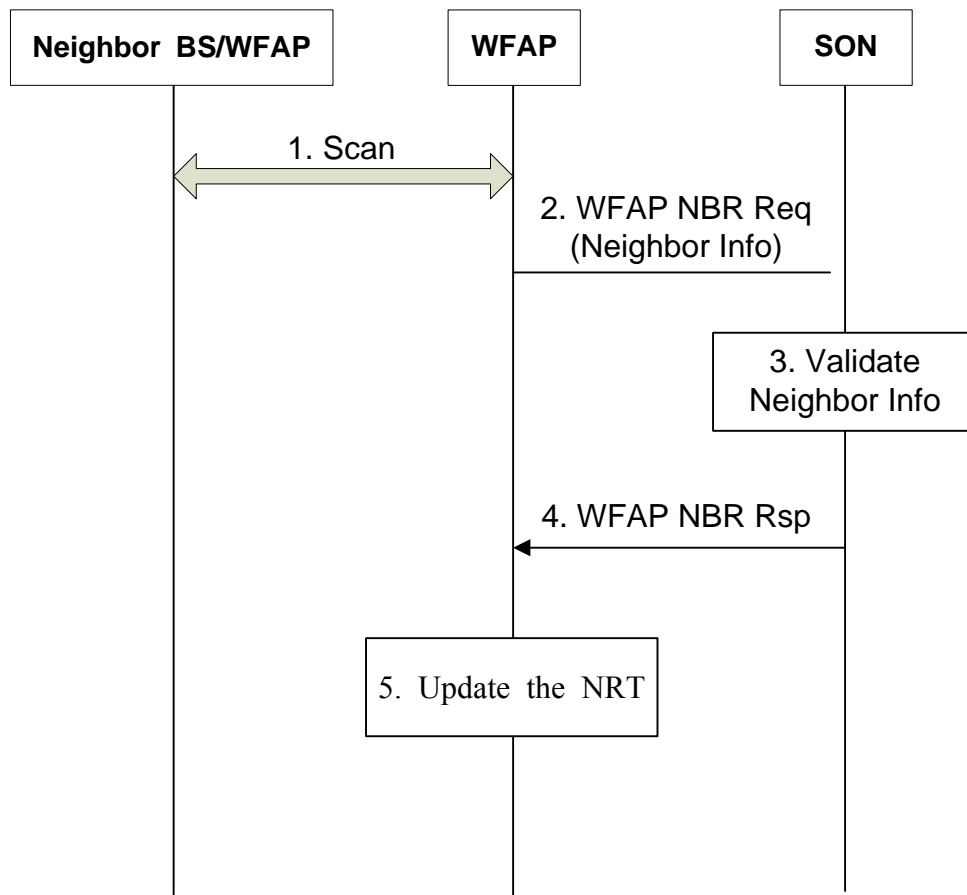 Neighbor BS/WFAP
WFAP
SON
1. Scan
2. WFAP NBR Req
(Neighbor Info)
3. Validate
Neighbor Info
4. WFAP NBR Rsp
5. Update the NRT